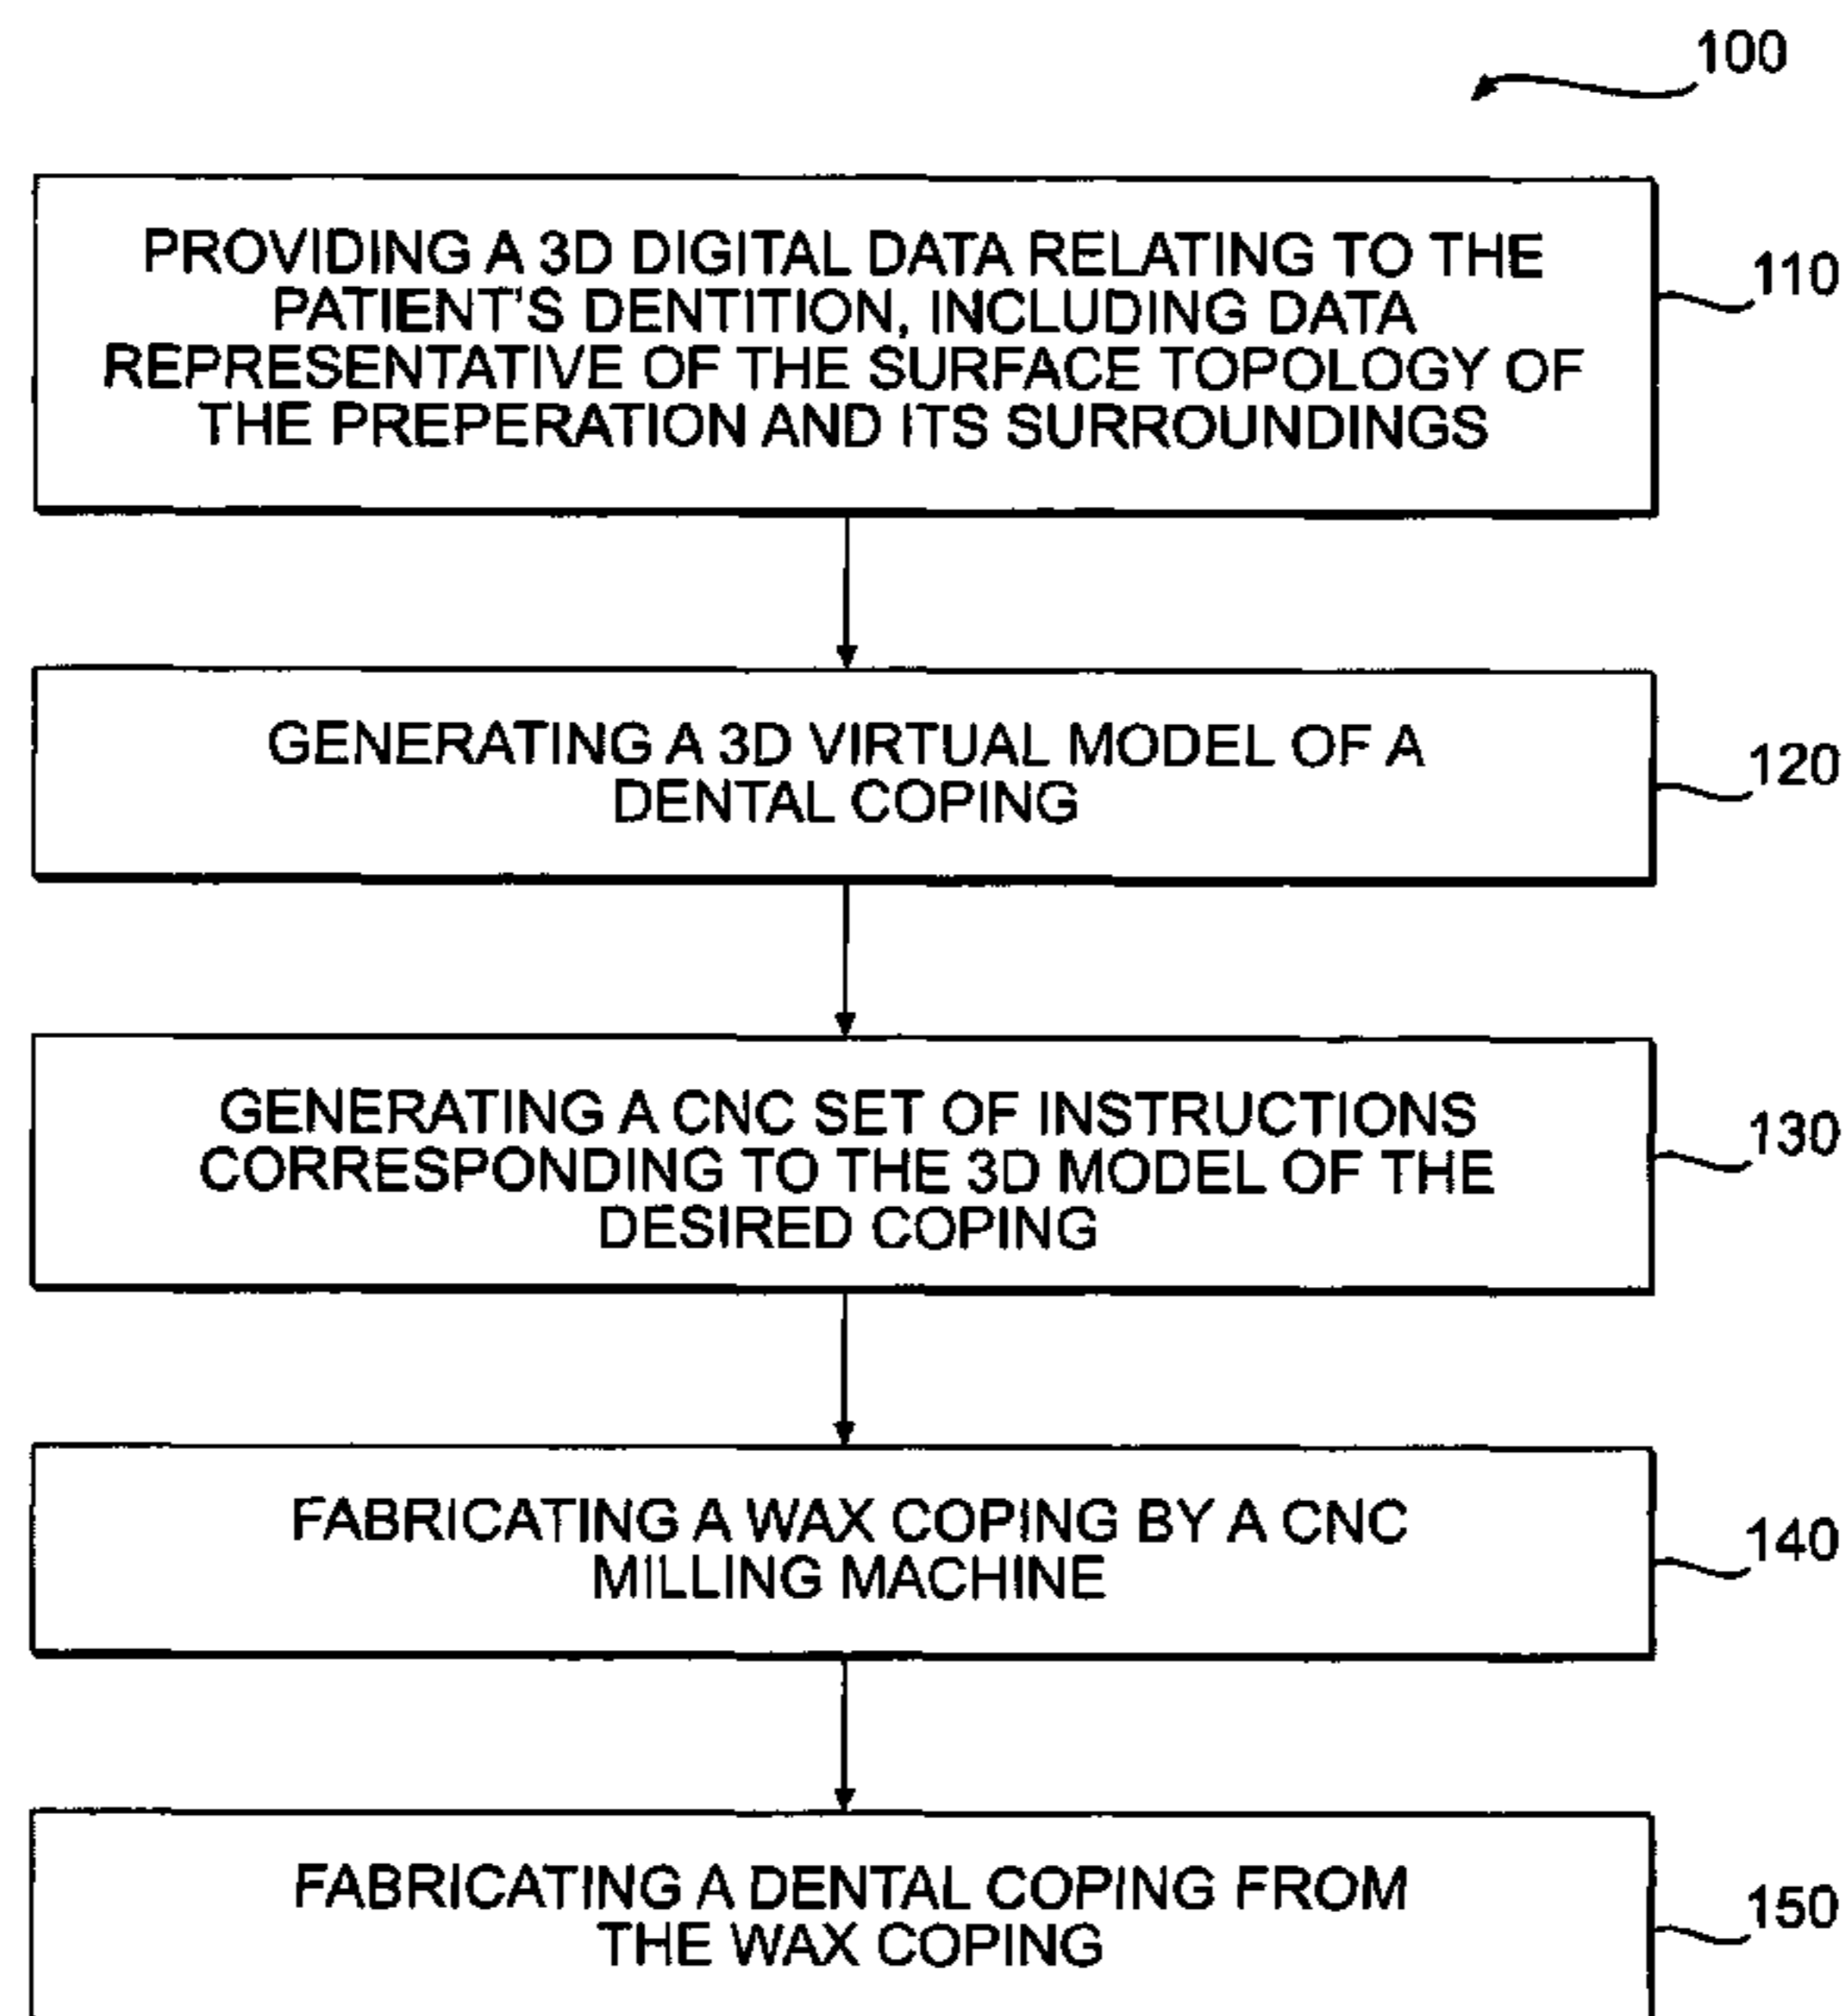 100
PROVIDING A 3D DIGITAL DATA RELATING TO THE
PATIENT'S DENTITION, INCLUDING DATA
REPRESENTATIVE OF THE SURFACE TOPOLOGY OF
THE PREPERATION AND ITS SURROUNDINGS
110
GENERATING A 3D VIRTUAL MODEL OF A
DENTAL COPING
120
GENERATING A CNC SET OF INSTRUCTIONS
CORRESPONDING TO THE 3D MODEL OF THE
DESIRED COPING
130
FABRICATING A WAX COPING BY A CNC
MILLING MACHINE
140
FABRICATING A DENTAL COPING FROM
THE WAX COPING
150